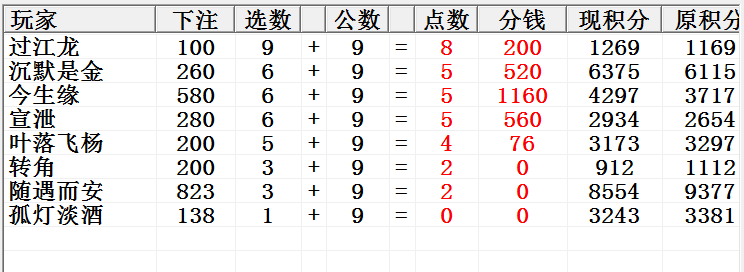 玩家 下注 选数 公数 点数 分钱 现积分 原积分
过江龙 100 9 + 9 = 8 200 1269 1169
沉默是金 260 6 + 9 = 5 520 6375 6115
今生缘 580 6 + 9 = 5 1160 4297 3717
宣泄 280 6 + 9 = 5 560 2934 2654
叶落飞杨 200 5 + 9 = 4 76 3173 3297
转角 200 3 + 9 = 2 0 912 1112
随遇而安 823 3 + 9 = 2 0 8554 9377
孤灯淡酒 138 1 + 9 = 0 0 3243 3381